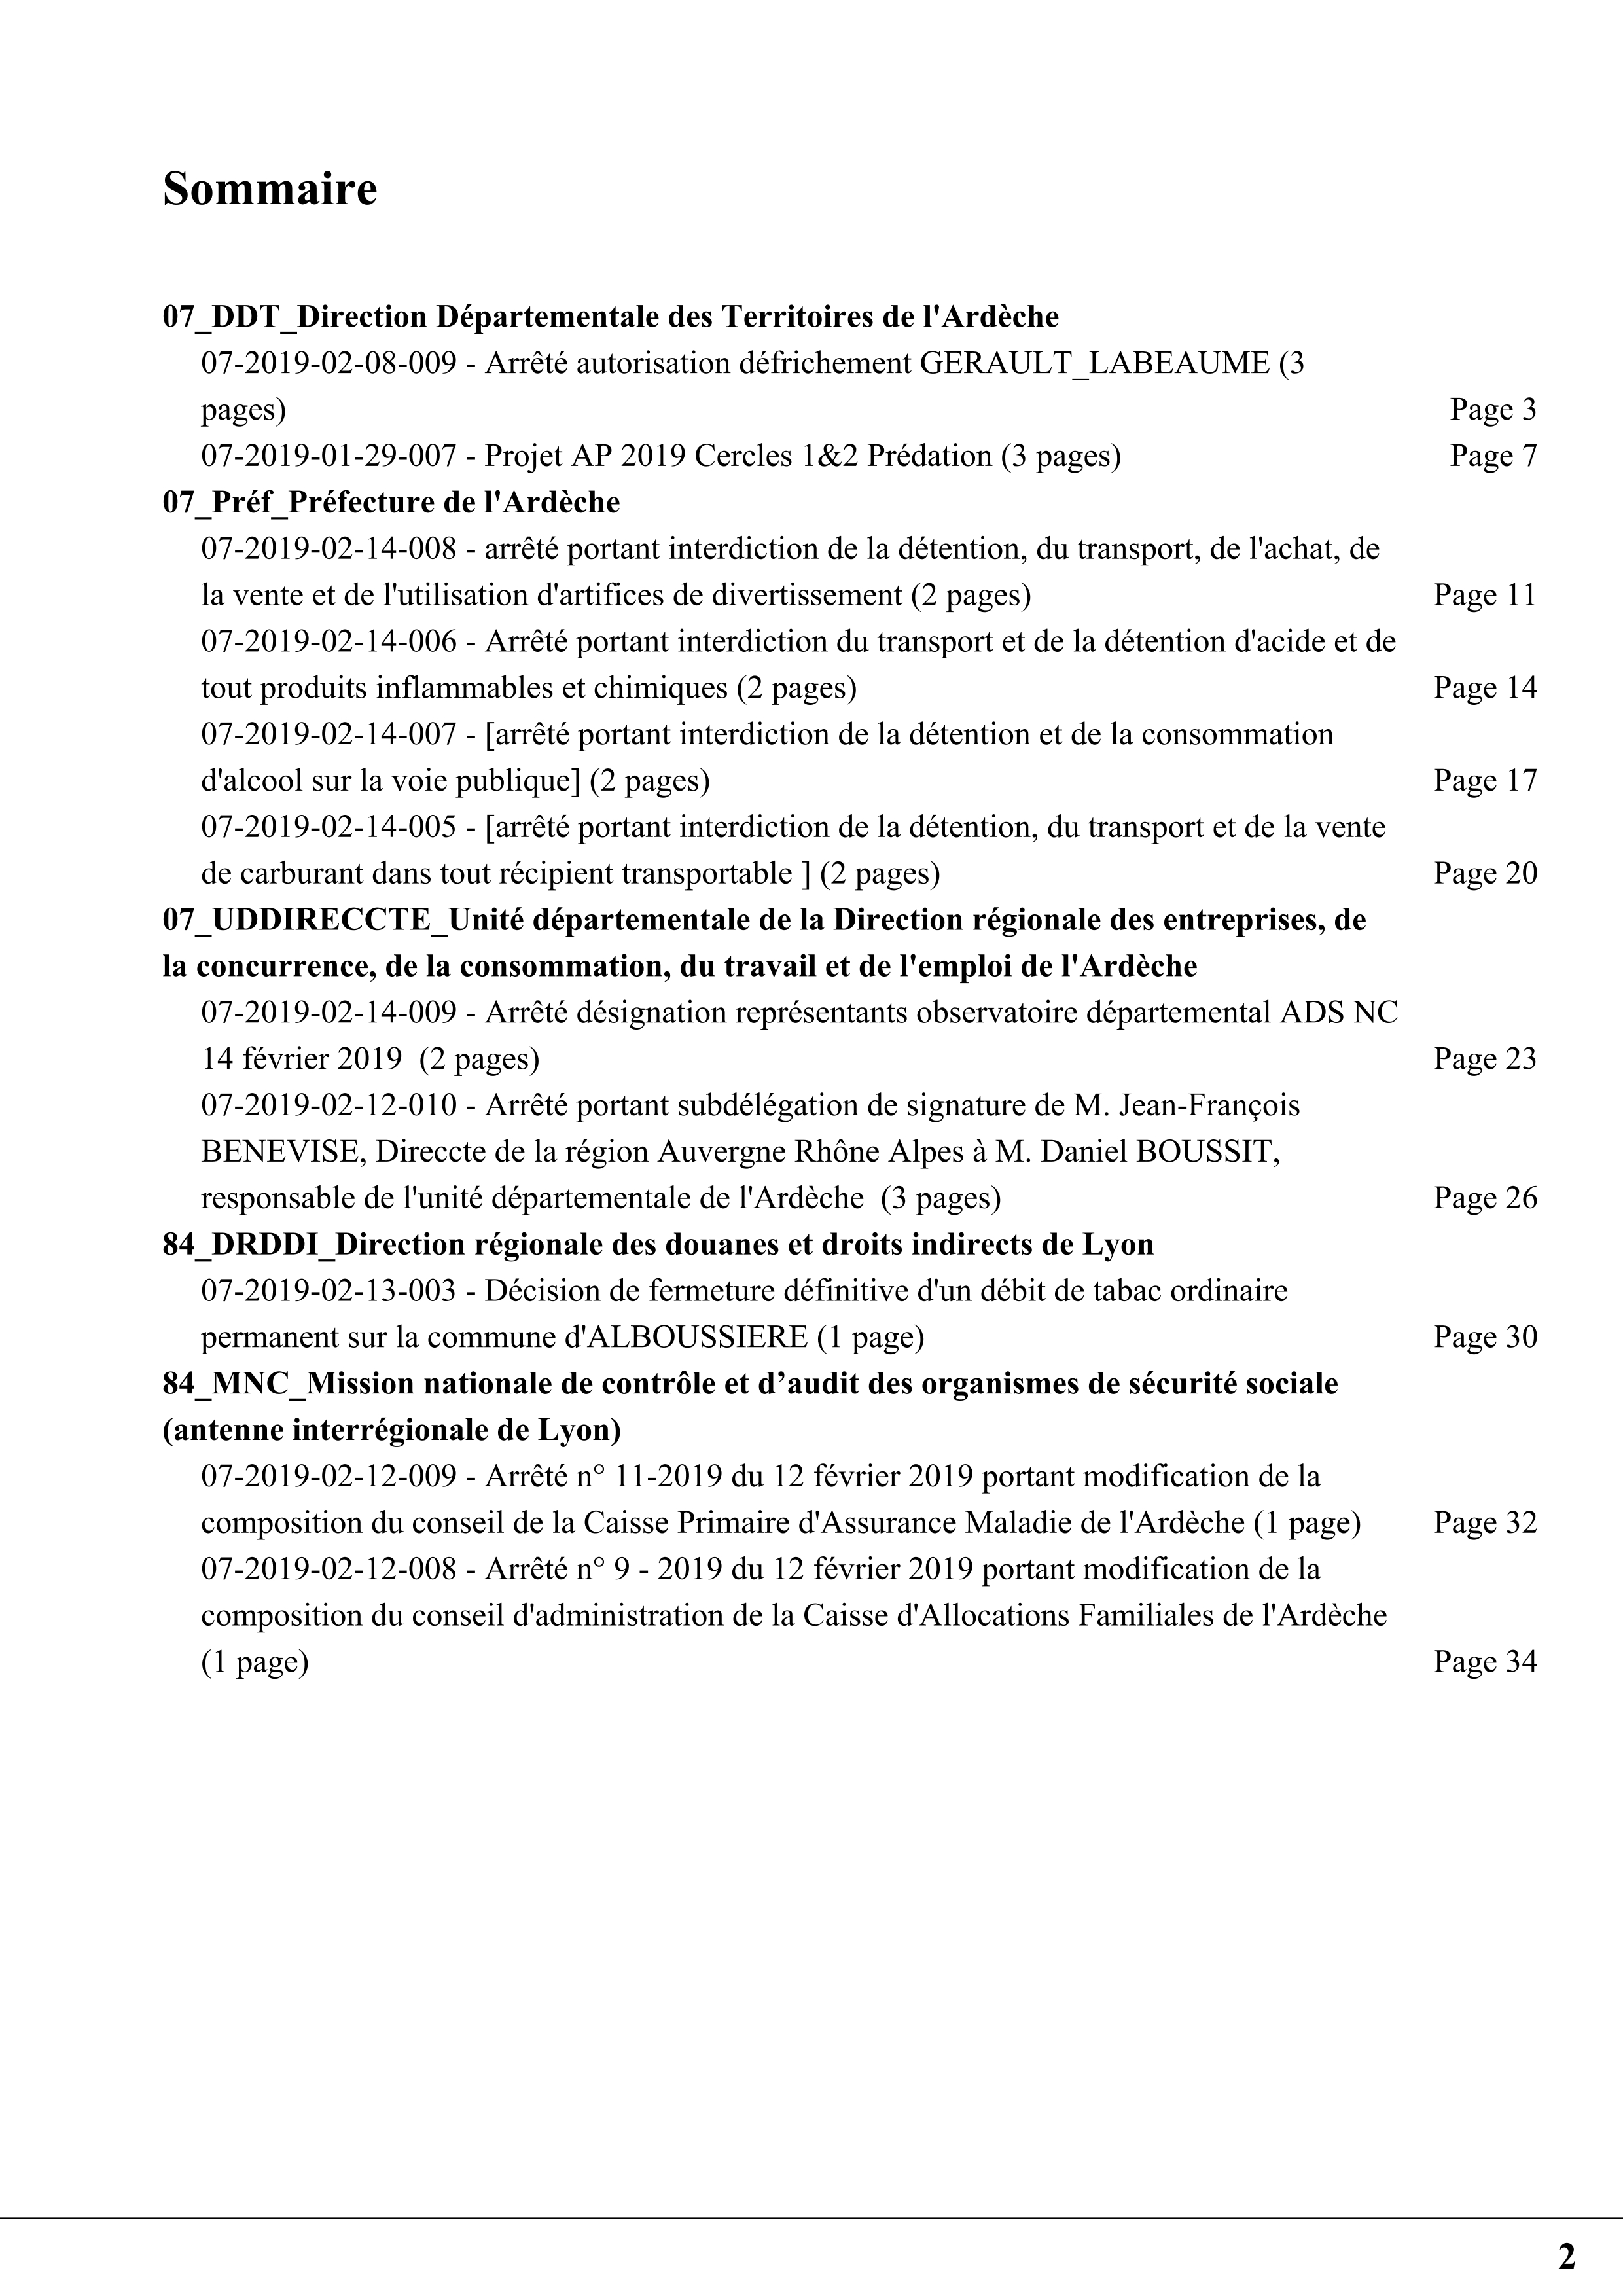 Sommaire
07_DDT_Direction Départementale des Territoires de l'Ardèche
07-2019-02-08-009 - Arrêté autorisation défrichement GERAULT_LABEAUME (3
pages) Page 3
07-2019-01-29-007 - Projet AP 2019 Cercles 1&2 Prédation (3 pages) Page 7
07_Préf_Préfecture de l'Ardèche
07-2019-02-14-008 - arrêté portant interdiction de la détention, du transport, de l'achat, de
la vente et de l'utilisation d'artifices de divertissement (2 pages) Page 11
07-2019-02-14-006 - Arrêté portant interdiction du transport et de la détention d'acide et de
tout produits inflammables et chimiques (2 pages) Page 14
07-2019-02-14-007 - [arrêté portant interdiction de la détention et de la consommation
d'alcool sur la voie publique] (2 pages) Page 17
07-2019-02-14-005 - [arrêté portant interdiction de la détention, du transport et de la vente
de carburant dans tout récipient transportable ] (2 pages) Page 20
07_UDDIRECCTE_Unité départementale de la Direction régionale des entreprises, de
la concurrence, de la consommation, du travail et de l'emploi de l'Ardèche
07-2019-02-14-009 - Arrêté désignation représentants observatoire départemental ADS NC
14 février 2019  (2 pages) Page 23
07-2019-02-12-010 - Arrêté portant subdélégation de signature de M. Jean-François
BENEVISE, Direccte de la région Auvergne Rhône Alpes à M. Daniel BOUSSIT,
responsable de l'unité départementale de l'Ardèche  (3 pages) Page 26
84_DRDDI_Direction régionale des douanes et droits indirects de Lyon
07-2019-02-13-003 - Décision de fermeture définitive d'un débit de tabac ordinaire
permanent sur la commune d'ALBOUSSIERE (1 page) Page 30
84_MNC_Mission nationale de contrôle et d’audit des organismes de sécurité sociale
(antenne interrégionale de Lyon)
07-2019-02-12-009 - Arrêté n° 11-2019 du 12 février 2019 portant modification de la
composition du conseil de la Caisse Primaire d'Assurance Maladie de l'Ardèche (1 page) Page 32
07-2019-02-12-008 - Arrêté n° 9 - 2019 du 12 février 2019 portant modification de la
composition du conseil d'administration de la Caisse d'Allocations Familiales de l'Ardèche
(1 page) Page 34
2